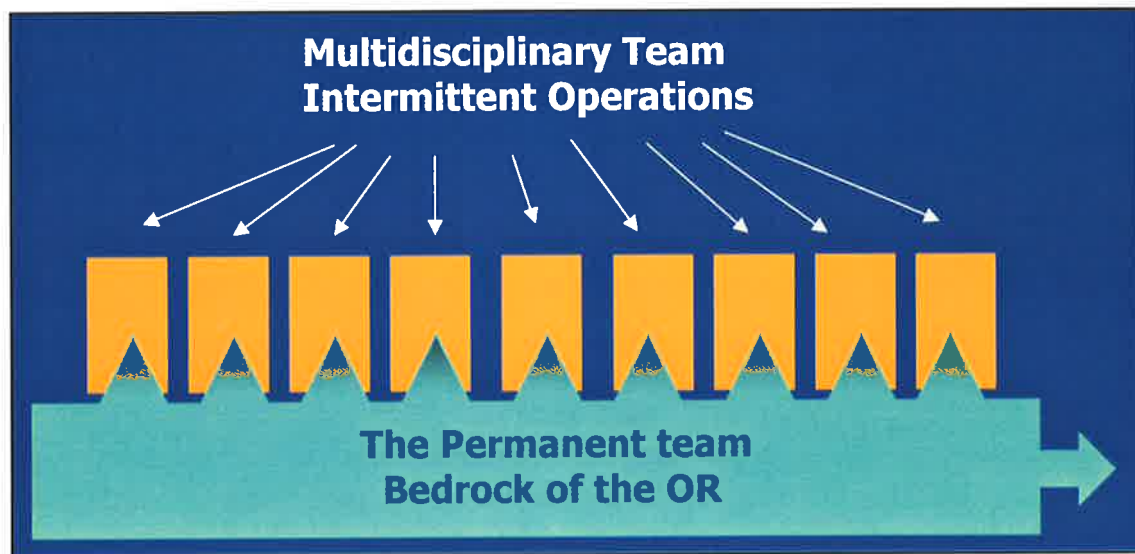 Multidisciplinary Team
Intermittent Operations
The Permanent team
Bedrock of the OR